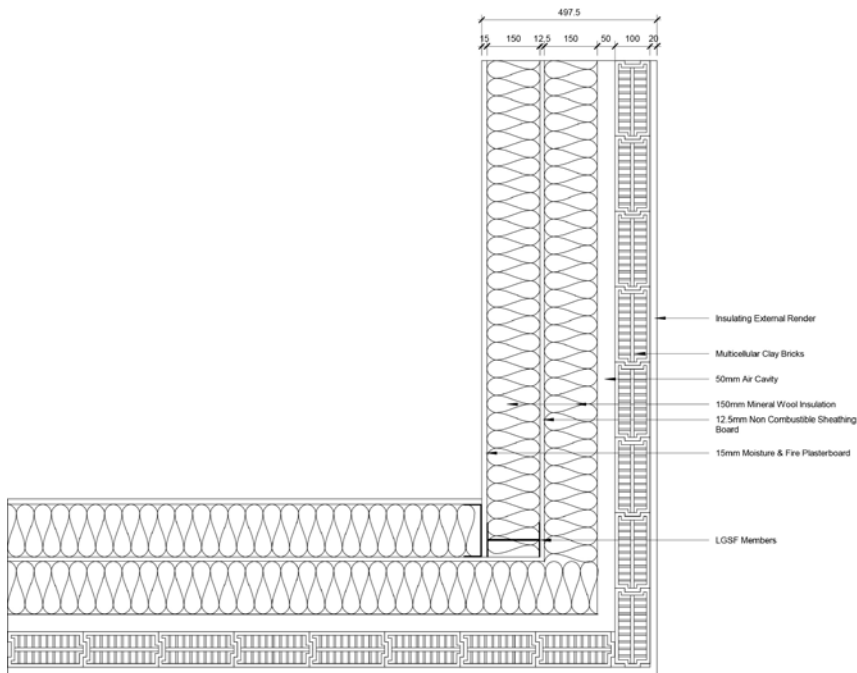 497.5
15 150 12.5 150 50 100 20
Insulating External Render
Multicellular Clay Bricks
50mm Air Cavity
150mm Mineral Wool Insulation
12.5mm Non Combustible Sheathing
Board
15mm Moisture & Fire Plasterboard
LGSF Members